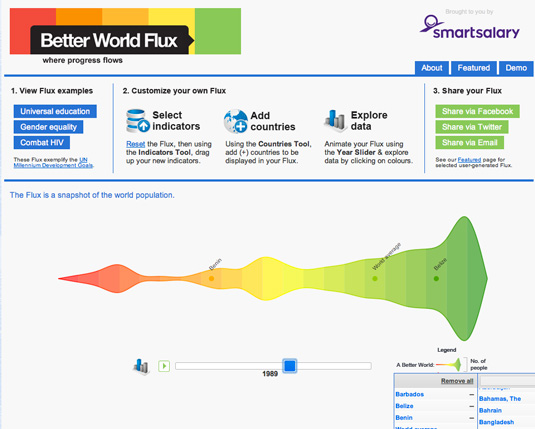 Brought to you by
Better World Flux
smartsalary
where progress flows
About
Featured
Demo
1. View Flux examples
Universal education
Gender equality
Combat HIV
These Flux exemplify the UN
Millennium Development Goals.
2. Customize your own Flux
Select
indicators
Reset the Flux, then using
the Indicators Tool, drag
up your new indicators.
Add
countries
Using the Countries Tool,
add (+) countries to be
displayed in your Flux.
Explore
data
Animate your Flux using
the Year Slider & explore
data by clicking on colours.
3. Share your Flux
Share via Facebook
Share via Twitter
Share via Email
See our Featured page for
selected user-generated Flux.
The Flux is a snapshot of the world population.
Benin
World average
Belize
1989
Legend
A Better World:
No. of
people
Remove all
Barbados –
Belize –
Benin –
World average
Bahamas, The
Bahrain
Bangladesh